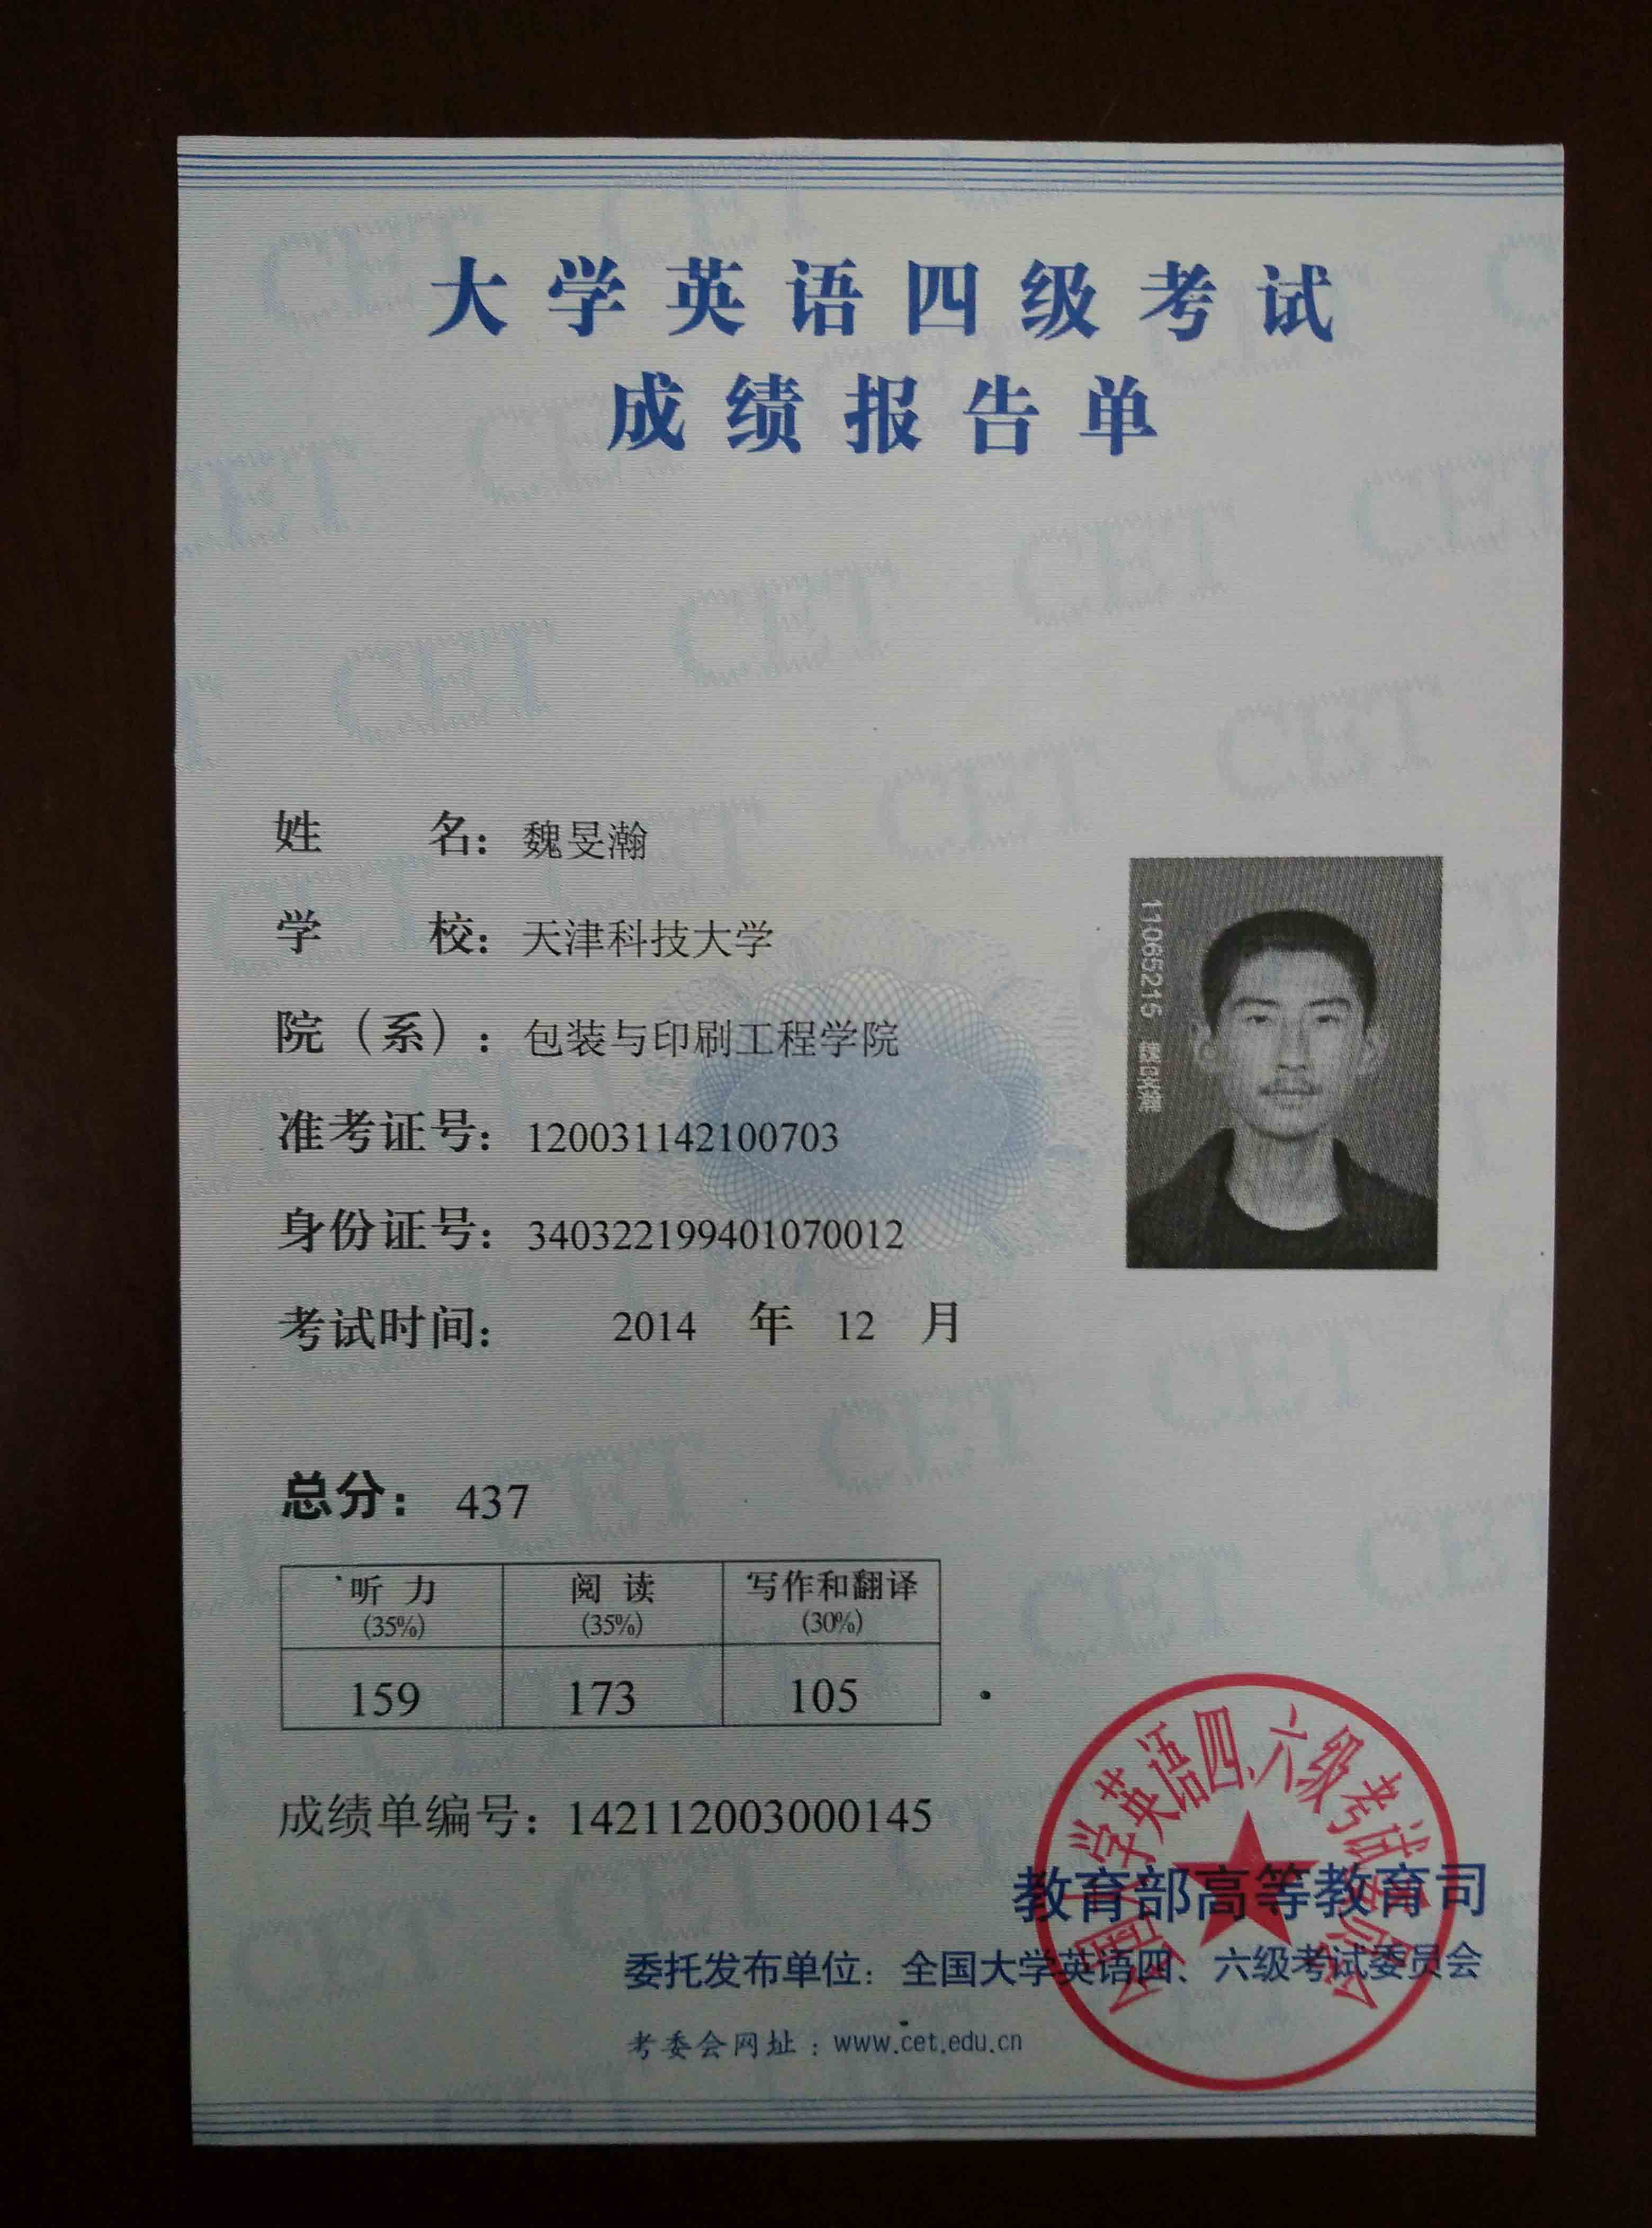 大学英语四级考试
成绩报告单
姓 名：魏旻瀚
学 校：天津科技大学
院（系）：包装与印刷工程学院
准考证号：120031142100703
身份证号：340322199401070012
考试时间： 2014 年 12 月
11065215 魏旻瀚
总分：437
听力 阅读 写作和翻译
(35%) (35%) (30%)
159 173 105
成绩单编号：142112003000145
全国大学英语四、六级考试委员会
教育部高等教育司
委托发布单位：全国大学英语四、六级考试委员会
考委会网址：www.cet.edu.cn
CET